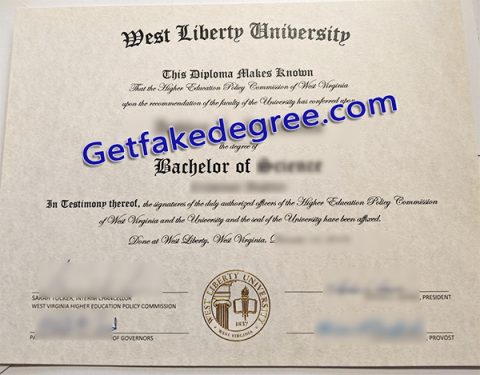 West Liberty University
This Diploma Makes Known
That the Higher Education Policy Commission of West Virginia
upon the recommendation of the faculty of the University has conferred upon
Getfakedegree.com
the degree of
Bachelor of Science
In Testimony thereof, the signatures of the duly authorized officers of the Higher Education Policy Commission
of West Virginia and the University and the seal of the University have been affixed.
Done at West Liberty, West Virginia,
SARAH TUCKER, INTERIM CHANCELLOR
WEST VIRGINIA HIGHER EDUCATION POLICY COMMISSION
, PRESIDENT
WEST LIBERTY UNIVERSITY
1837
WEST VIRGINIA
OF GOVERNORS
, PROVOST